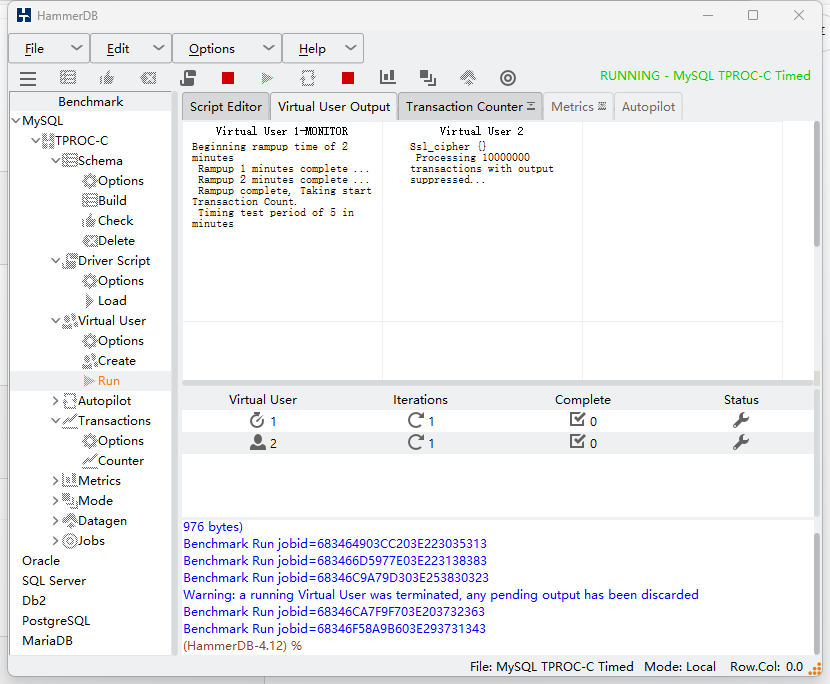 HammerDB
File Edit Options Help
RUNNING - MySQL TPROC-C Timed
Benchmark
MySQL
TPROC-C
Schema
Options
Build
Check
Delete
Driver Script
Options
Load
Virtual User
Options
Create
Run
Autopilot
Transactions
Options
Counter
Metrics
Mode
Datagen
Jobs
Oracle
SQL Server
Db2
PostgreSQL
MariaDB
Script Editor Virtual User Output Transaction Counter Metrics Autopilot
Virtual User 1-MONITOR
Beginning rampup time of 2
minutes
Rampup 1 minutes complete ...
Rampup 2 minutes complete ...
Rampup complete, Taking start
Transaction Count.
Timing test period of 5 in
minutes
Virtual User 2
Ssl_cipher {}
Processing 10000000
transactions with output
suppressed...
Virtual User Iterations Complete Status
1 1 0
2 1 0
976 bytes)
Benchmark Run jobid=683464903CC203E223035313
Benchmark Run jobid=683466D5977E03E223138383
Benchmark Run jobid=68346C9A79D303E253830323
Warning: a running Virtual User was terminated, any pending output has been discarded
Benchmark Run jobid=68346CA7F9F703E203732363
Benchmark Run jobid=68346F58A9B603E293731343
(HammerDB-4.12) %
File: MySQL TPROC-C Timed Mode: Local Row.Col: 0.0